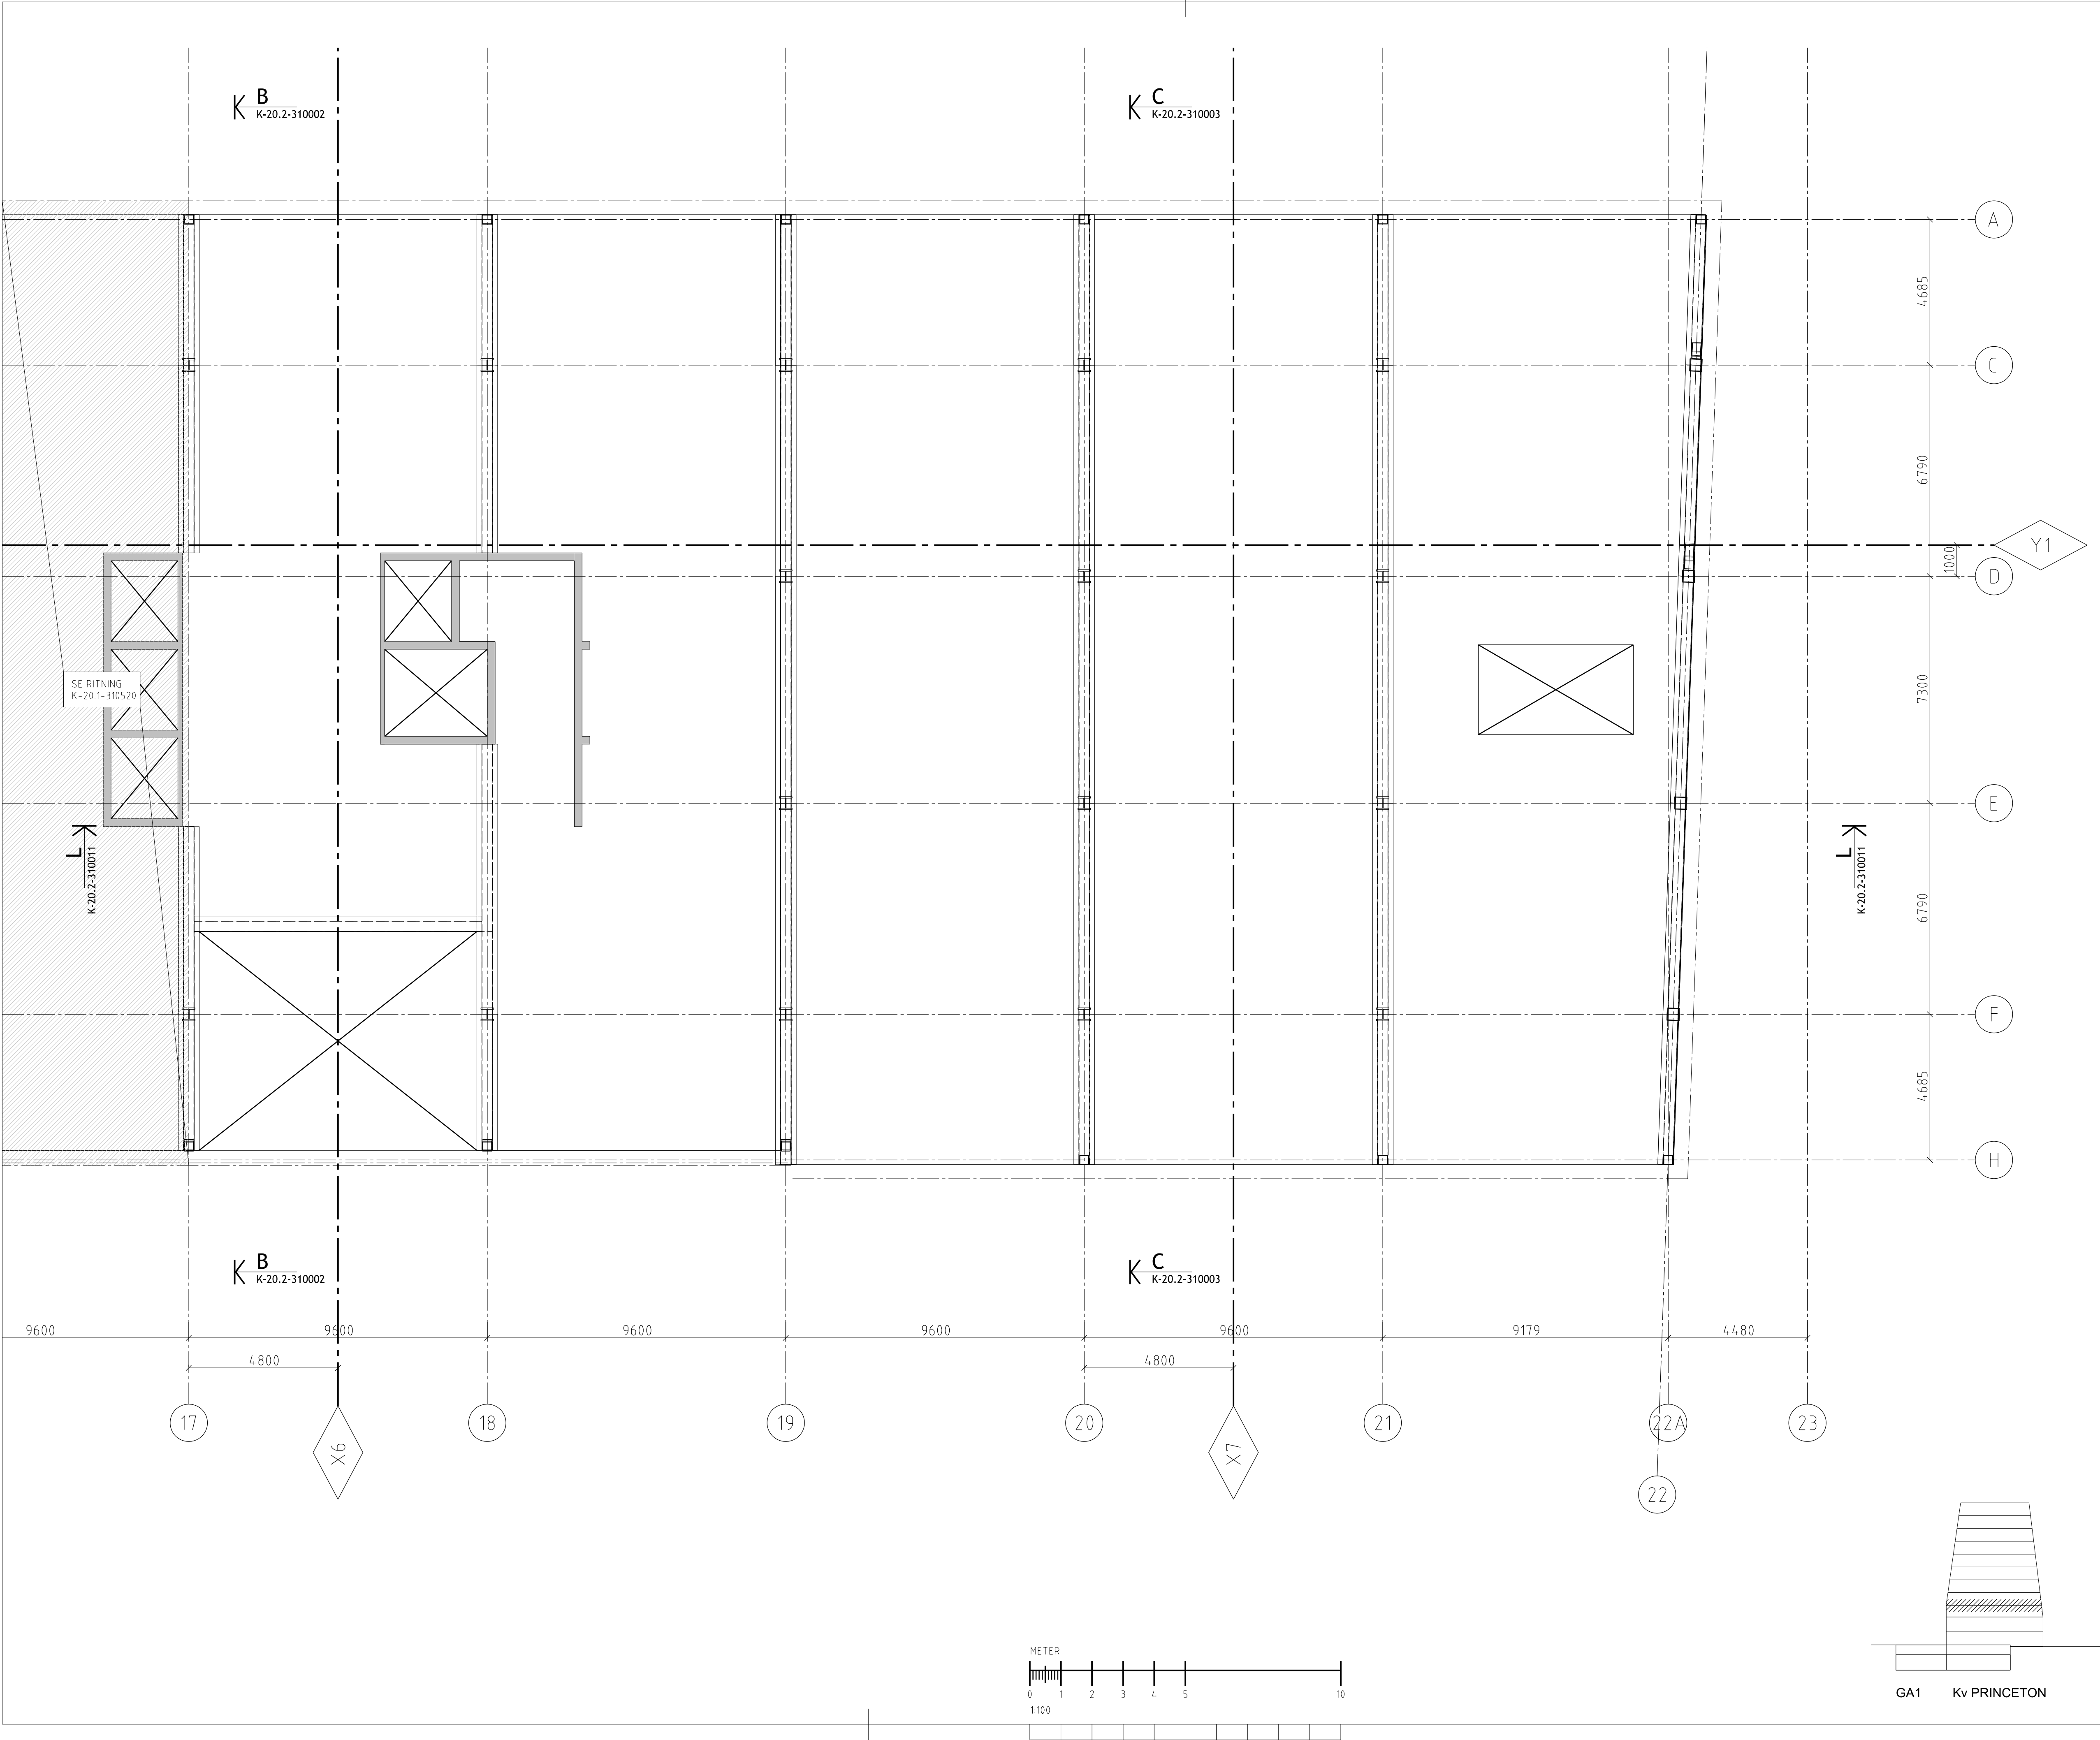 B
K-20.2-310002
C
K-20.2-310003
A
4685
C
6790
Y1
1000
D
SE RITNING
K-20.1-310520
7300
E
L
K-20.2-310011
L
K-20.2-310011
6790
F
4685
H
B
K-20.2-310002
C
K-20.2-310003
9600 9600 9600 9600 9600 9179 4480
4800 4800
17 18 19 20 21 22A 23
X6 X7
22
METER
0 1 2 3 4 5 10
1:100
GA1 Kv PRINCETON